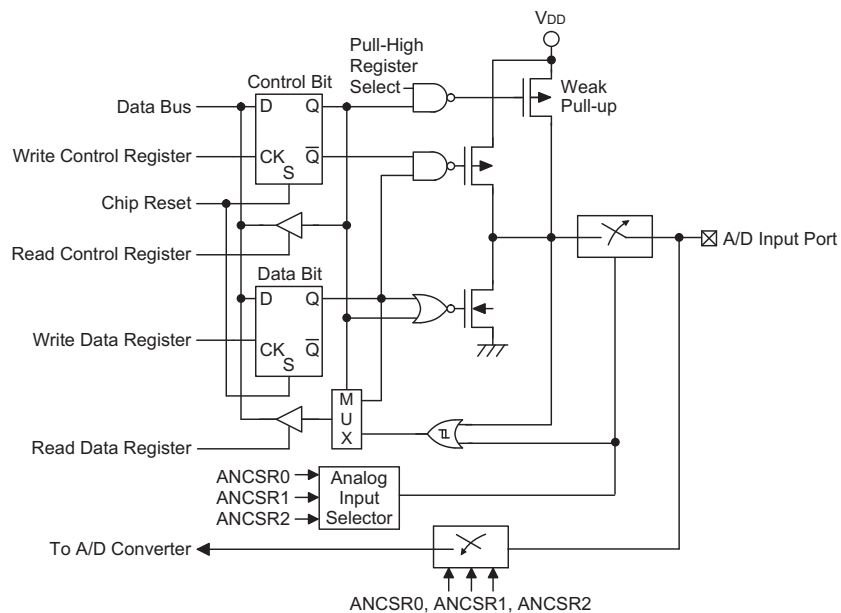 VDD
Pull-High
Register
Select
Control Bit
Weak
Pull-up
Data Bus
D
Q
Write Control Register
CK
Q̅
S
Chip Reset
Read Control Register
A/D Input Port
Data Bit
D
Q
Write Data Register
CK
Q̅
S
M
U
X
Read Data Register
ANCSR0
ANCSR1
ANCSR2
Analog
Input
Selector
To A/D Converter
ANCSR0, ANCSR1, ANCSR2